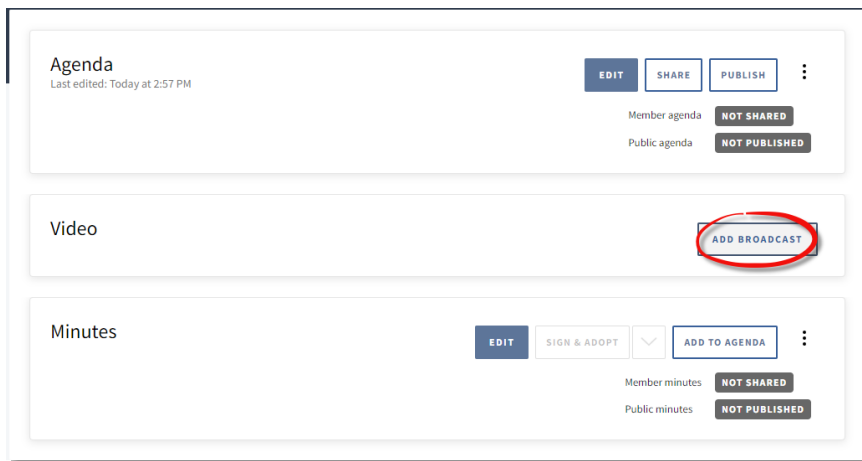 Agenda
Last edited: Today at 2:57 PM
EDIT SHARE PUBLISH
Member agenda NOT SHARED
Public agenda NOT PUBLISHED
Video
ADD BROADCAST
Minutes
EDIT SIGN & ADOPT ADD TO AGENDA
Member minutes NOT SHARED
Public minutes NOT PUBLISHED